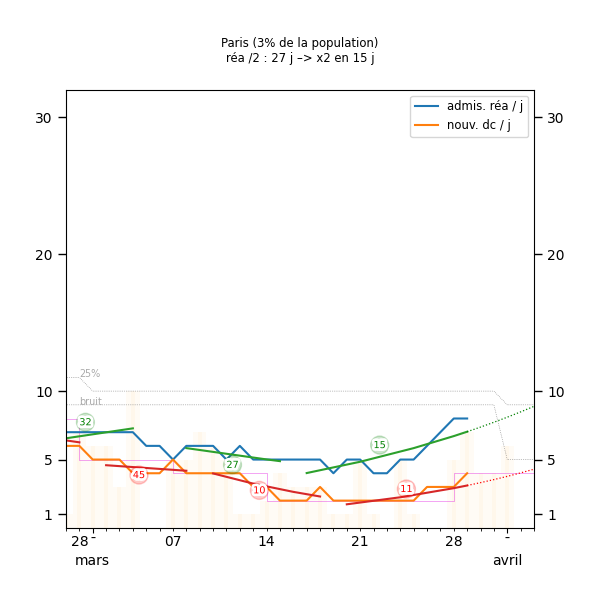 Paris (3% de la population)
réa /2 : 27 j –> x2 en 15 j
admis. réa / j
nouv. dc / j
30 30
20 20
25%
10 10
bruit
32
15
5 5
27
45
10
11
1 1
28 - 07 14 21 28 -
mars avril